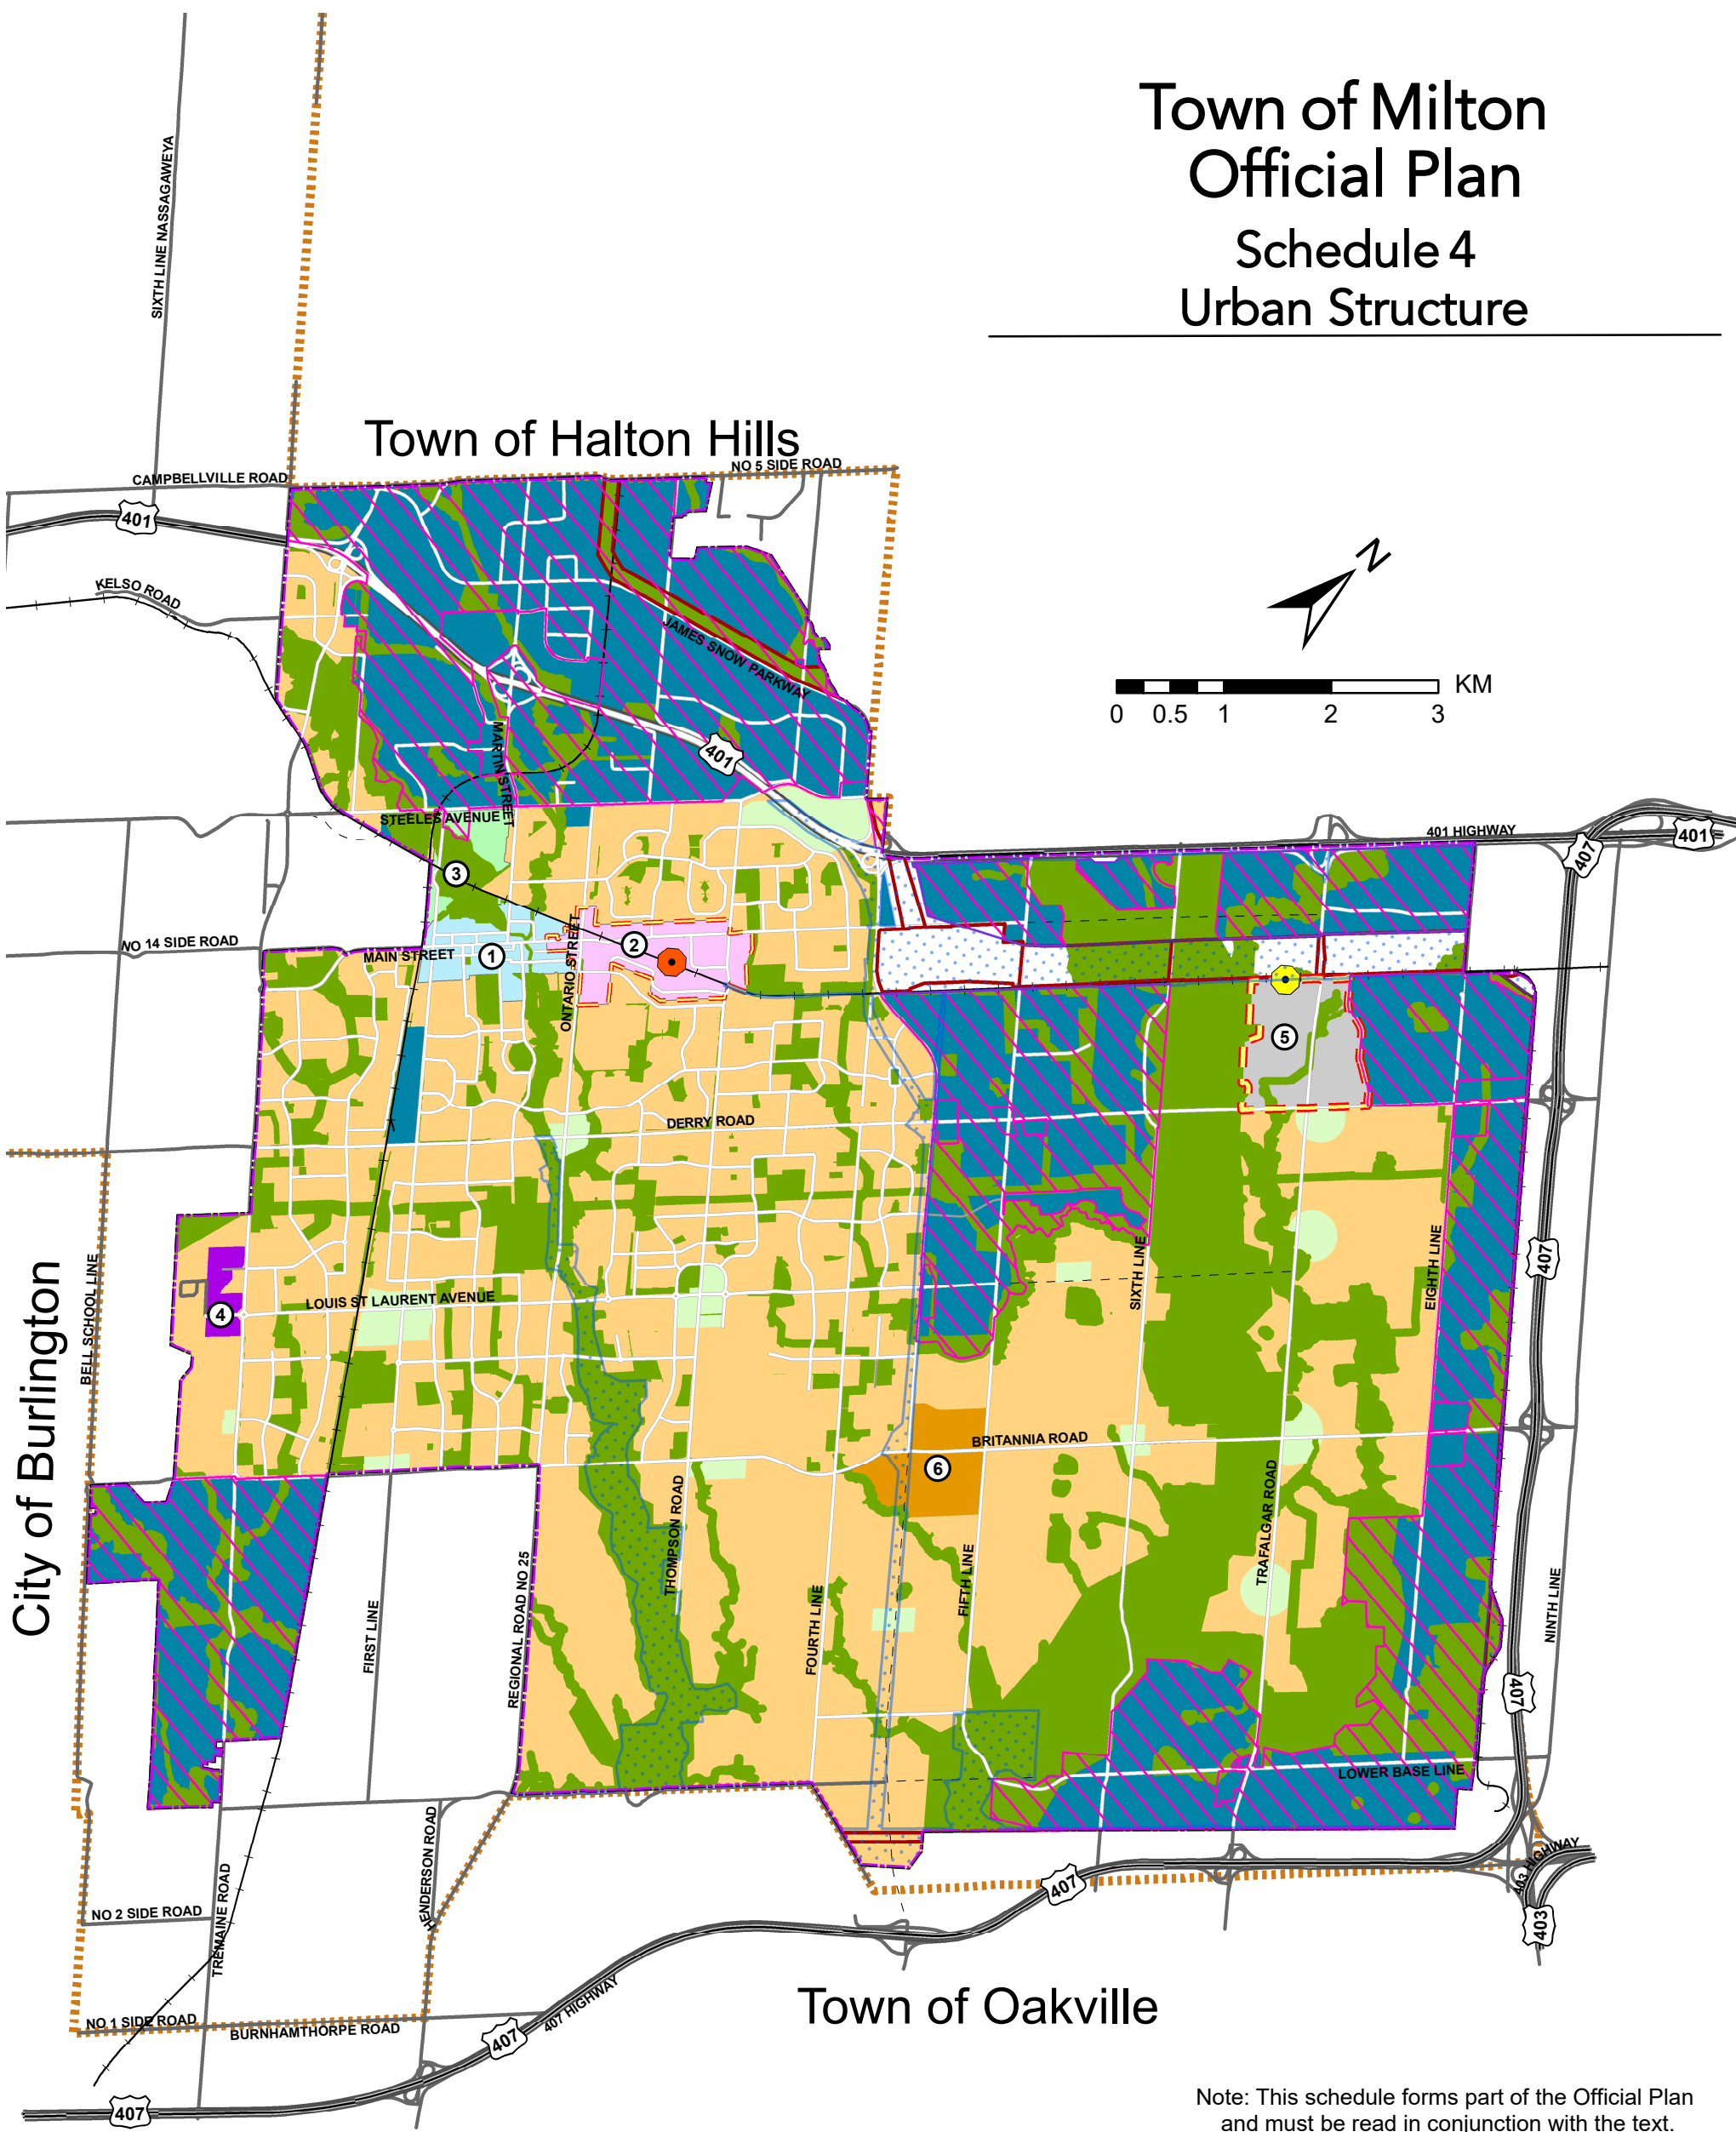 Town of Milton
Official Plan
Schedule 4
Urban Structure
SIXTH LINE NASSAGAWEYA
Town of Halton Hills
NO 5 SIDE ROAD
CAMPBELLVILLE ROAD
401
KELSO ROAD
N
JAMES SNOW PARKWAY
KM
0 0.5 1 2 3
MARTIN STREET
401
STEELES AVENUE
401 HIGHWAY
401
407
3
NO 14 SIDE ROAD
MAIN STREET
1
ONTARIO STREET
2
5
DERRY ROAD
BELL SCHOOL LINE
4
LOUIS ST LAURENT AVENUE
SIXTH LINE
EIGHTH LINE
407
City of Burlington
BRITANNIA ROAD
6
THOMPSON ROAD
TRAFALGAR ROAD
REGIONAL ROAD NO 25
FIRST LINE
FOURTH LINE
FIFTH LINE
NINTH LINE
407
LOWER BASE LINE
HENDERSON ROAD
TREMAINE ROAD
NO 2 SIDE ROAD
407
403 HIGHWAY
403
Town of Oakville
NO 1 SIDE ROAD
BURNHAMTHORPE ROAD
407 HIGHWAY
407
407
Note: This schedule forms part of the Official Plan
and must be read in conjunction with the text.